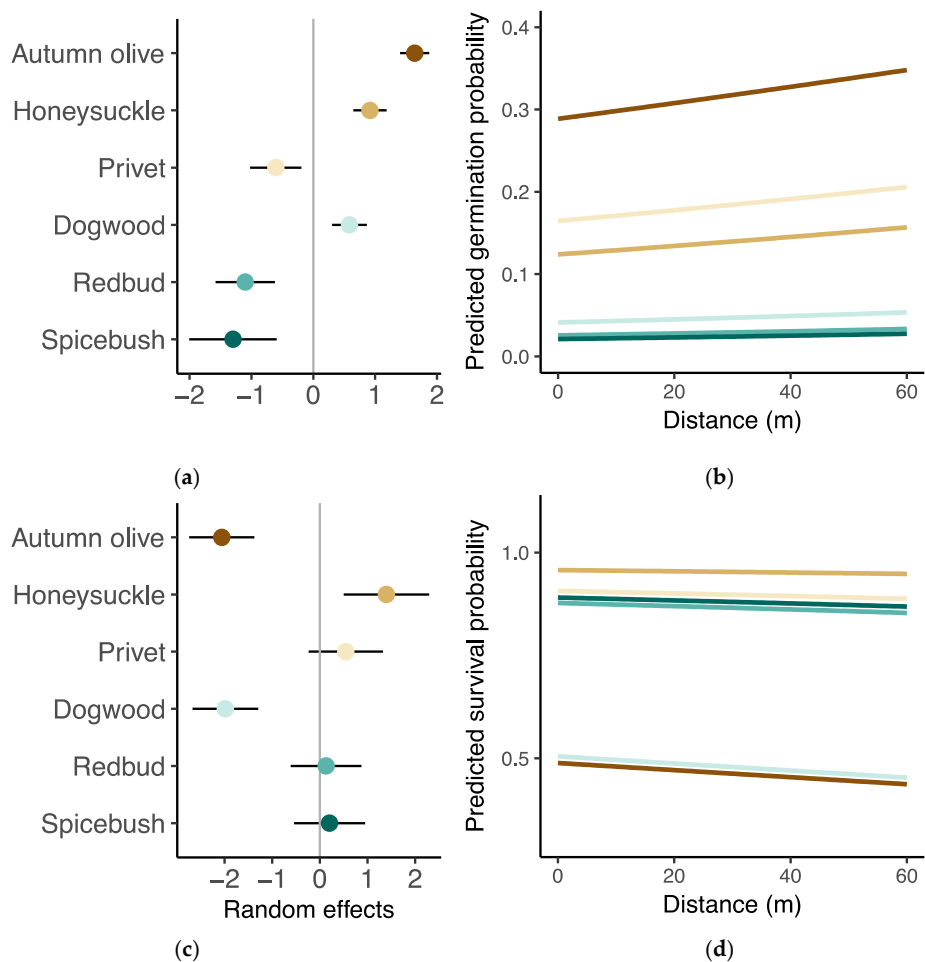 Autumn olive
Honeysuckle
Privet
Dogwood
Redbud
Spicebush
−2 −1 0 1 2
(a)
Predicted germination probability
0.4
0.3
0.2
0.1
0.0
0 20 40 60
Distance (m)
(b)
Autumn olive
Honeysuckle
Privet
Dogwood
Redbud
Spicebush
−2 −1 0 1 2
Random effects
(c)
Predicted survival probability
1.0
0.5
0 20 40 60
Distance (m)
(d)